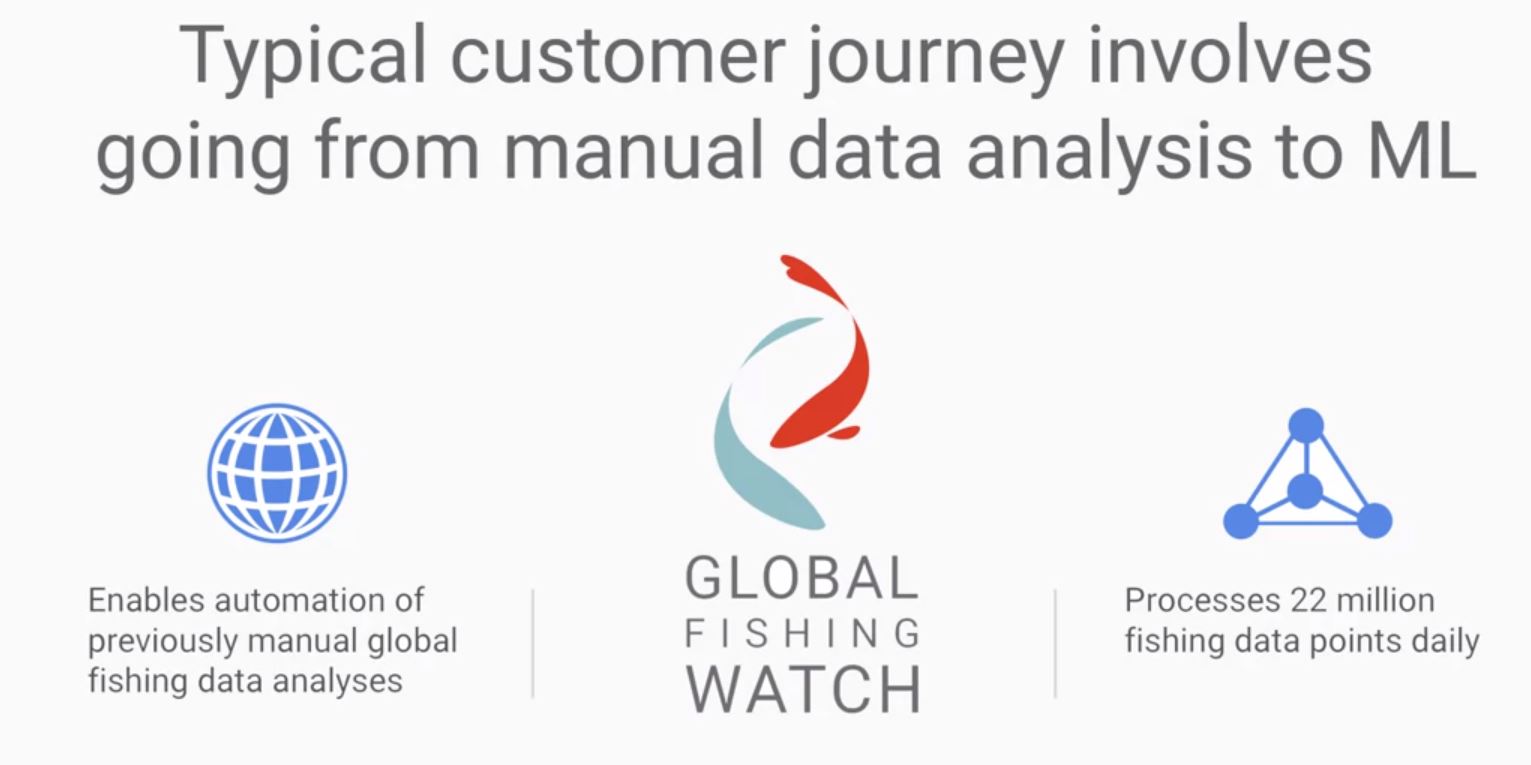 Typical customer journey involves
going from manual data analysis to ML
Enables automation of
previously manual global
fishing data analyses
GLOBAL
FISHING
WATCH
Processes 22 million
fishing data points daily